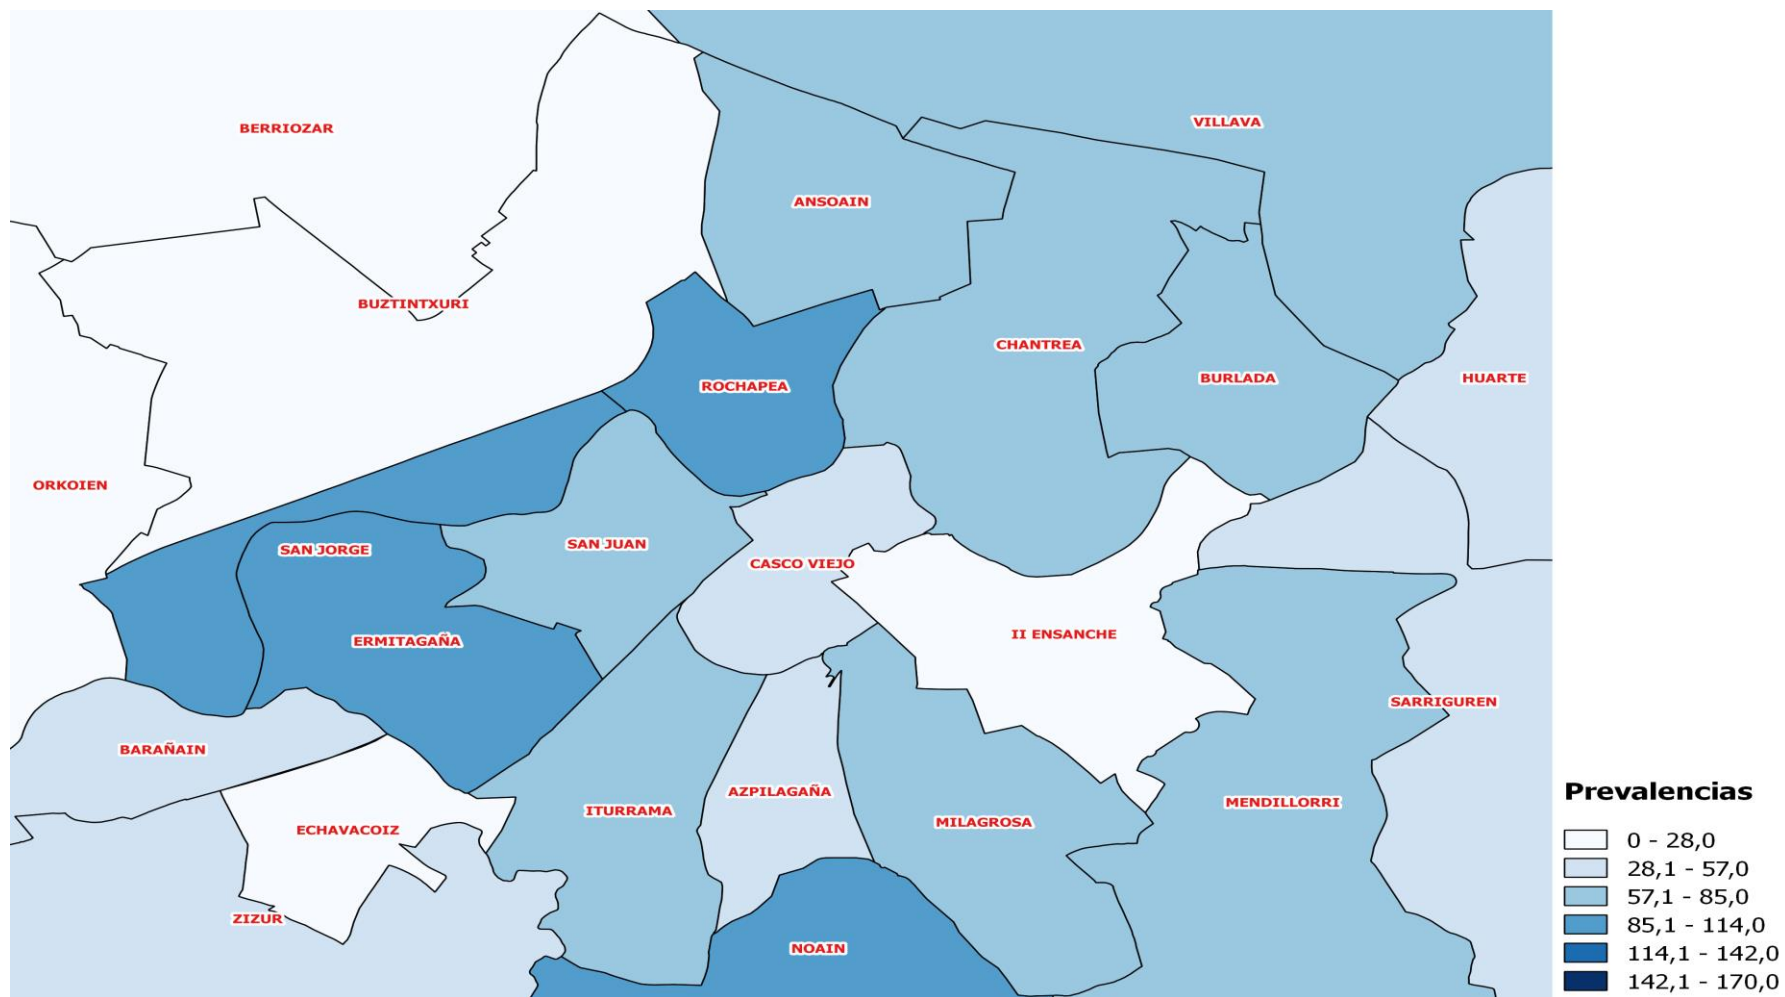 VILLAVA
BERRIOZAR
ANSOAIN
BUZTINTXURI
CHANTREA
ROCHAPEA
BURLADA
HUARTE
ORKOIEN
SAN JORGE
SAN JUAN
CASCO VIEJO
ERMITAGAÑA
II ENSANCHE
SARRIGUREN
BARAÑAIN
AZPILAGAÑA
MENDILLORRI
ITURRAMA
MILAGROSA
ECHAVACOIZ
ZIZUR
NOAIN
Prevalencias
0 - 28,0
28,1 - 57,0
57,1 - 85,0
85,1 - 114,0
114,1 - 142,0
142,1 - 170,0